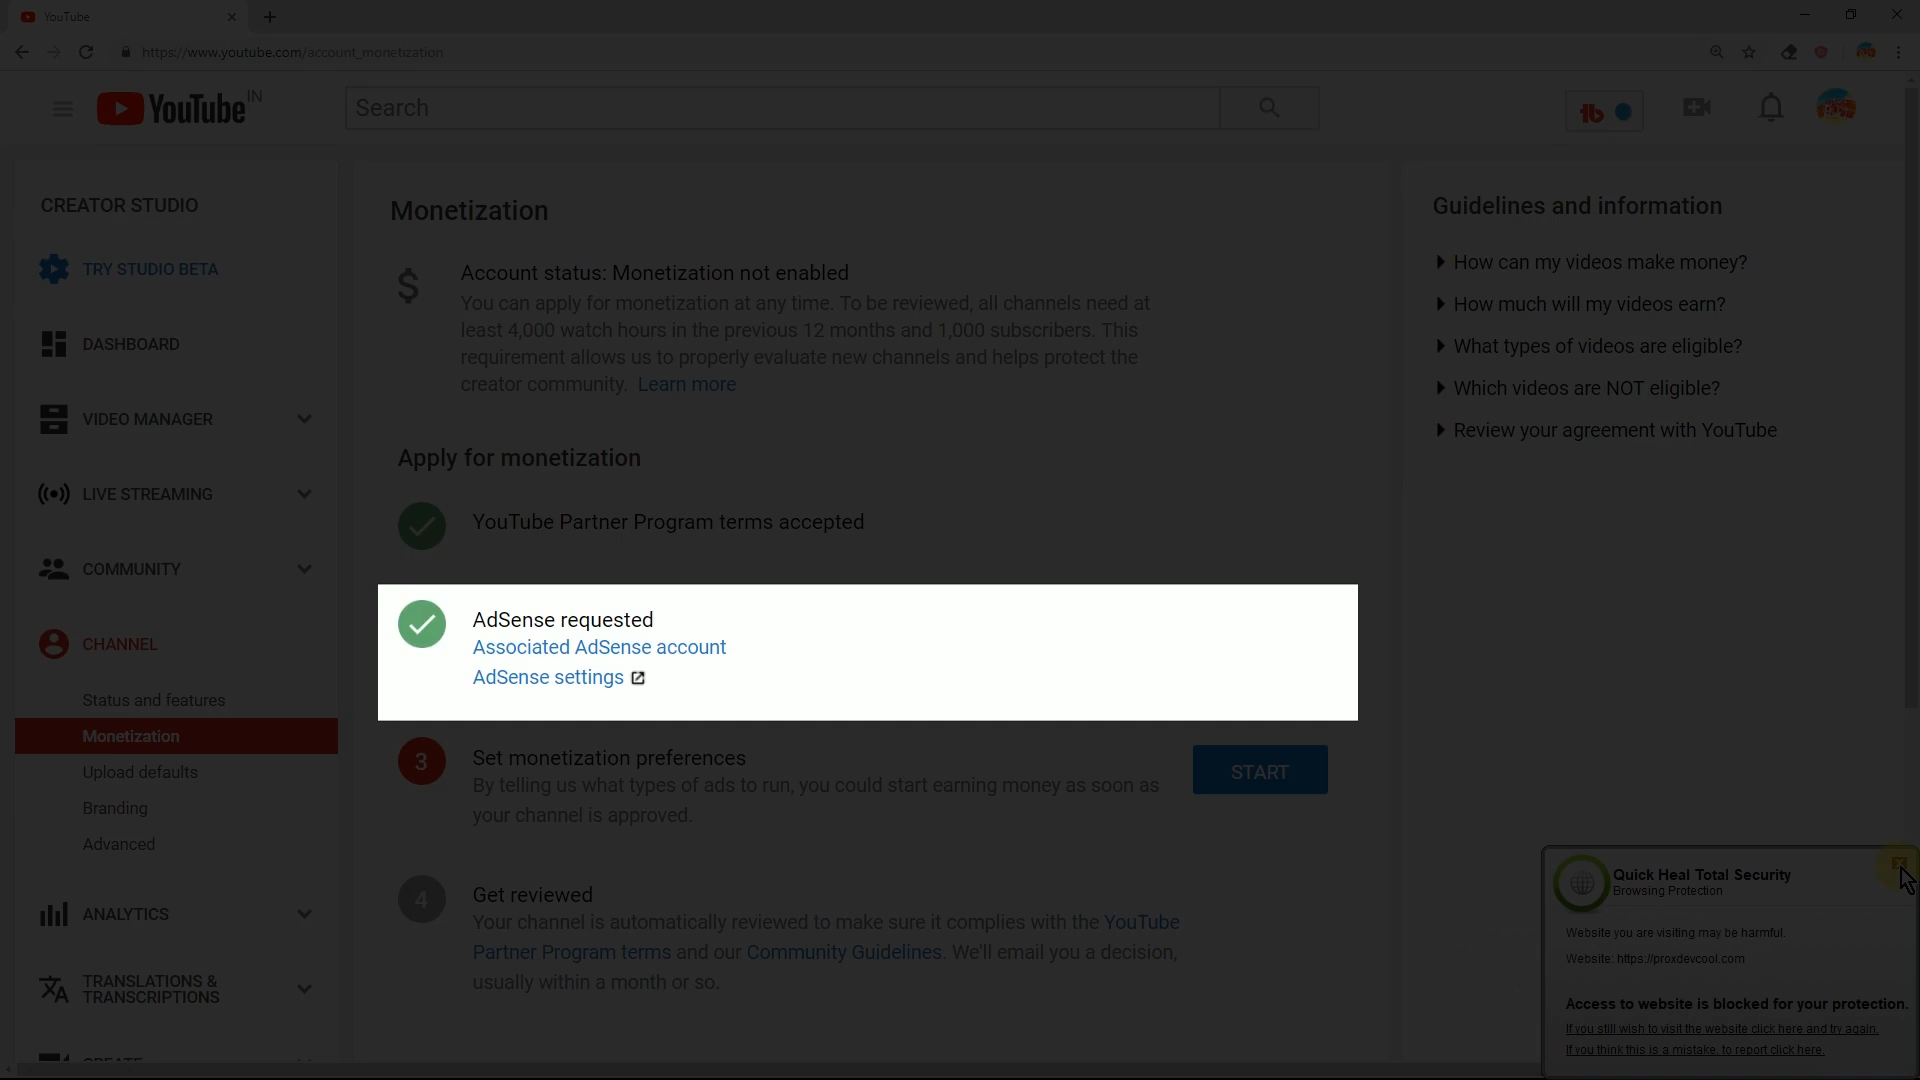 YouTube
https://www.youtube.com/account_monetization
YouTube IN
Search
CREATOR STUDIO
TRY STUDIO BETA
DASHBOARD
VIDEO MANAGER
LIVE STREAMING
COMMUNITY
CHANNEL
Status and features
Monetization
Upload defaults
Branding
Advanced
ANALYTICS
TRANSLATIONS &
TRANSCRIPTIONS
Monetization
Account status: Monetization not enabled
You can apply for monetization at any time. To be reviewed, all channels need at
least 4,000 watch hours in the previous 12 months and 1,000 subscribers. This
requirement allows us to properly evaluate new channels and helps protect the
creator community. Learn more
Apply for monetization
YouTube Partner Program terms accepted
AdSense requested
Associated AdSense account
AdSense settings
3
Set monetization preferences
By telling us what types of ads to run, you could start earning money as soon as
your channel is approved.
START
4
Get reviewed
Your channel is automatically reviewed to make sure it complies with the YouTube
Partner Program terms and our Community Guidelines. We'll email you a decision,
usually within a month or so.
Guidelines and information
How can my videos make money?
How much will my videos earn?
What types of videos are eligible?
Which videos are NOT eligible?
Review your agreement with YouTube
Quick Heal Total Security
Browsing Protection
Website you are visiting may be harmful.
Website: https://proxdevcool.com
Access to website is blocked for your protection.
If you still wish to visit the website click here and try again.
If you think this is a mistake, to report click here.